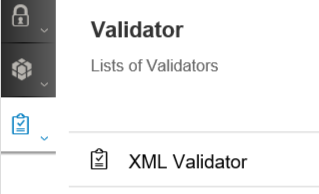 Validator
Lists of Validators
XML Validator